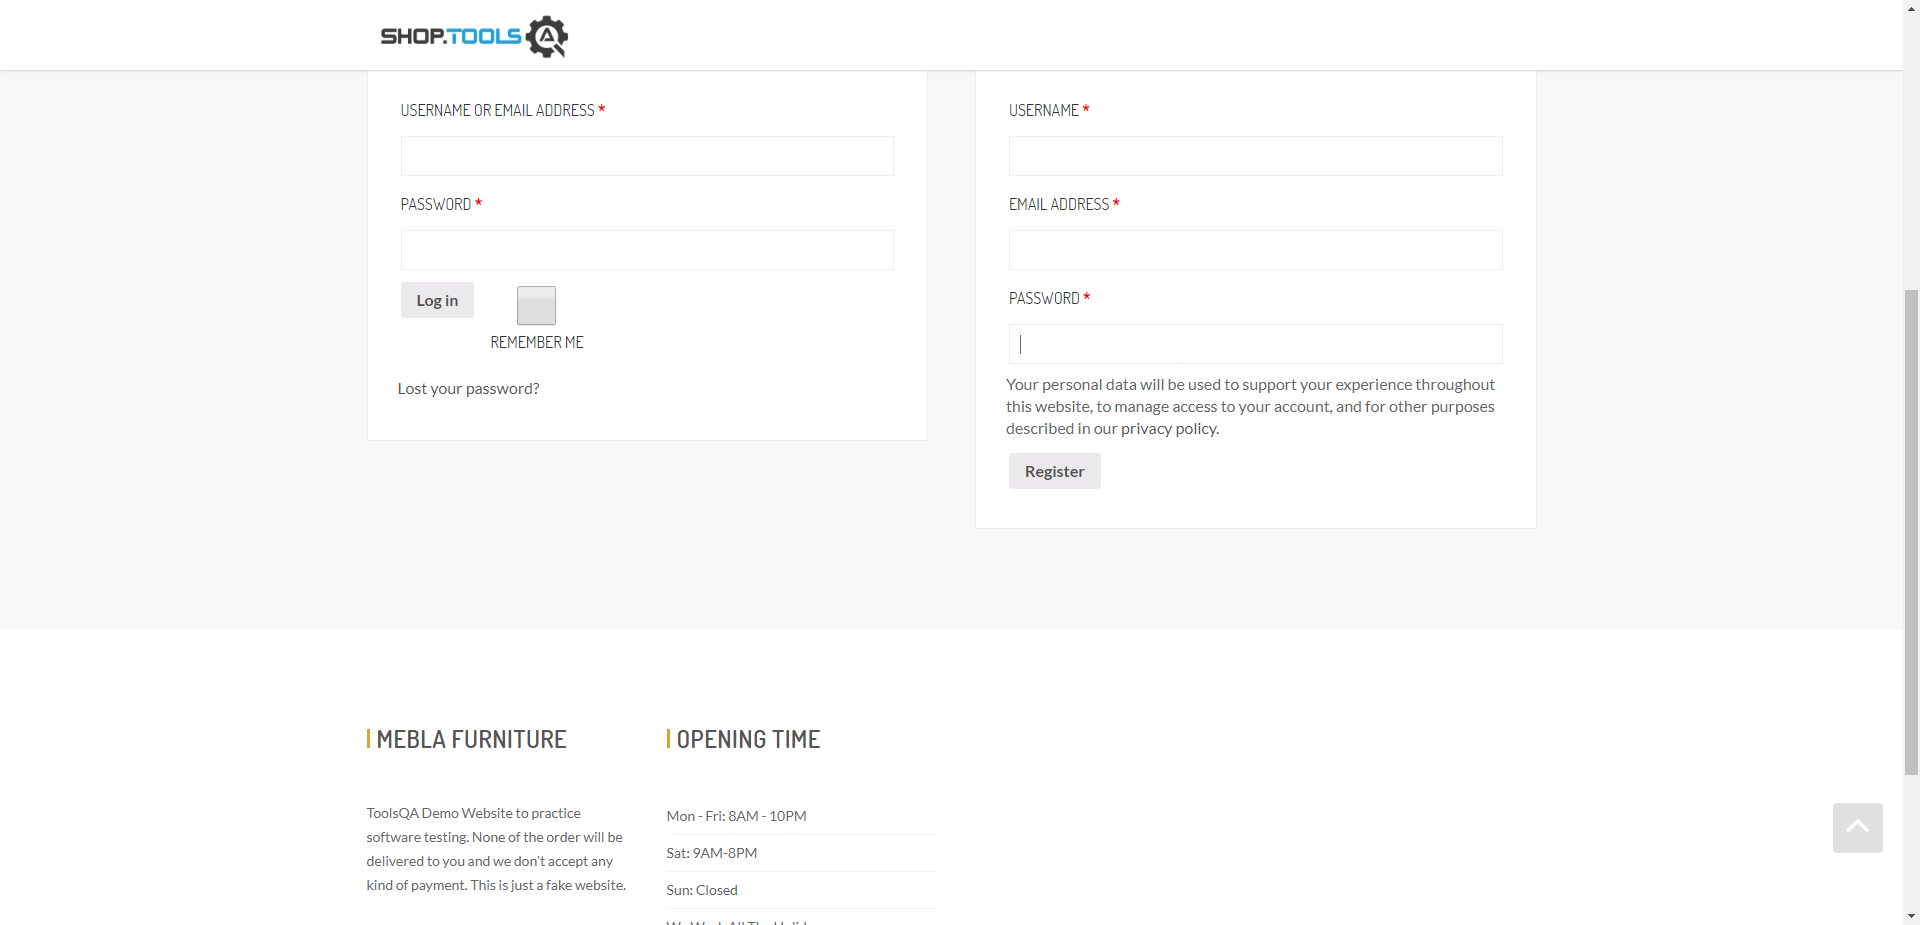 SHOP.TOOLS
USERNAME OR EMAIL ADDRESS *
PASSWORD *
Log in
REMEMBER ME
Lost your password?
USERNAME *
EMAIL ADDRESS *
PASSWORD *
Your personal data will be used to support your experience throughout
this website, to manage access to your account, and for other purposes
described in our privacy policy.
Register
MEBLA FURNITURE
ToolsQA Demo Website to practice
software testing. None of the order will be
delivered to you and we don't accept any
kind of payment. This is just a fake website.
OPENING TIME
Mon - Fri: 8AM - 10PM
Sat: 9AM-8PM
Sun: Closed